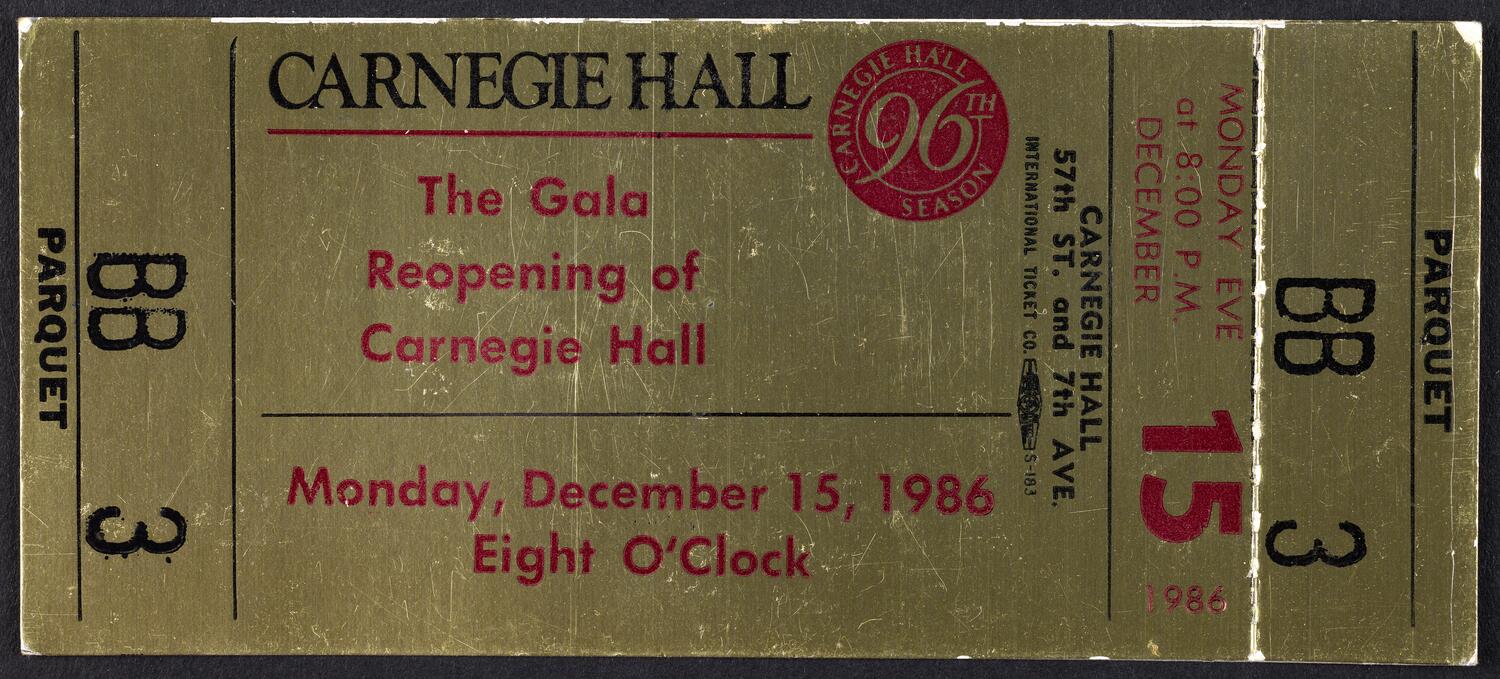 PARQUET
BB 3
CARNEGIE HALL
CARNEGIE HALL
96TH
SEASON
The Gala
Reopening of
Carnegie Hall
Monday, December 15, 1986
Eight O'Clock
CARNEGIE HALL
57th ST. and 7th AVE.
INTERNATIONAL TICKET CO. S-183
MONDAY EVE
at 8:00 P.M.
DECEMBER
15
1986
BB 3
PARQUET